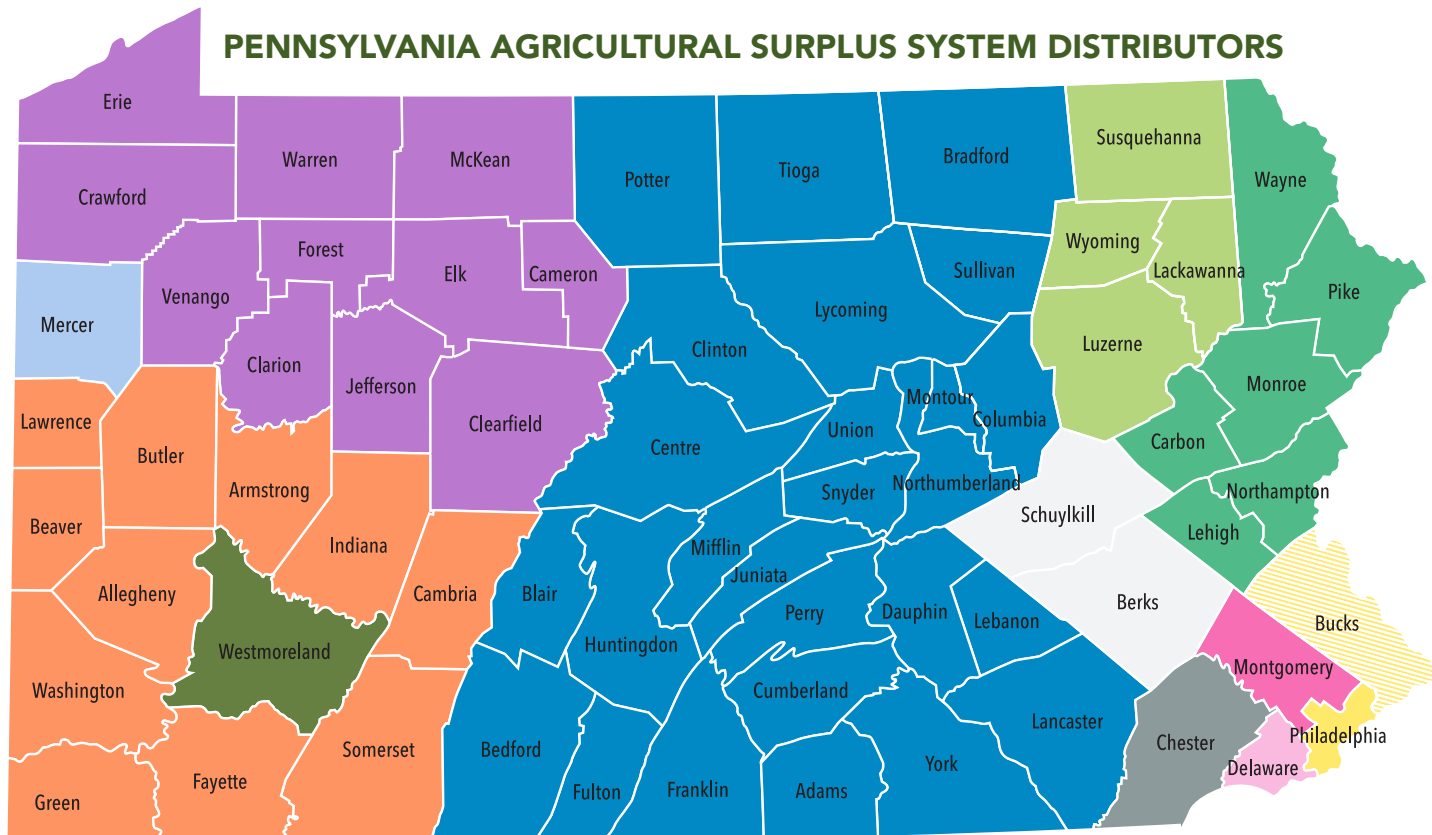 PENNSYLVANIA AGRICULTURAL SURPLUS SYSTEM DISTRIBUTORS
Erie
Warren
McKean
Potter
Tioga
Bradford
Susquehanna
Wayne
Crawford
Forest
Elk
Cameron
Sullivan
Wyoming
Lackawanna
Pike
Venango
Mercer
Lycoming
Clinton
Luzerne
Clarion
Jefferson
Monroe
Montour
Columbia
Lawrence
Clearfield
Union
Carbon
Butler
Centre
Armstrong
Snyder
Northumberland
Northampton
Schuylkill
Beaver
Lehigh
Indiana
Mifflin
Juniata
Allegheny
Cambria
Blair
Perry
Dauphin
Lebanon
Berks
Bucks
Westmoreland
Huntingdon
Montgomery
Washington
Cumberland
Lancaster
Somerset
Bedford
Chester
Philadelphia
York
Delaware
Fayette
Green
Fulton
Franklin
Adams